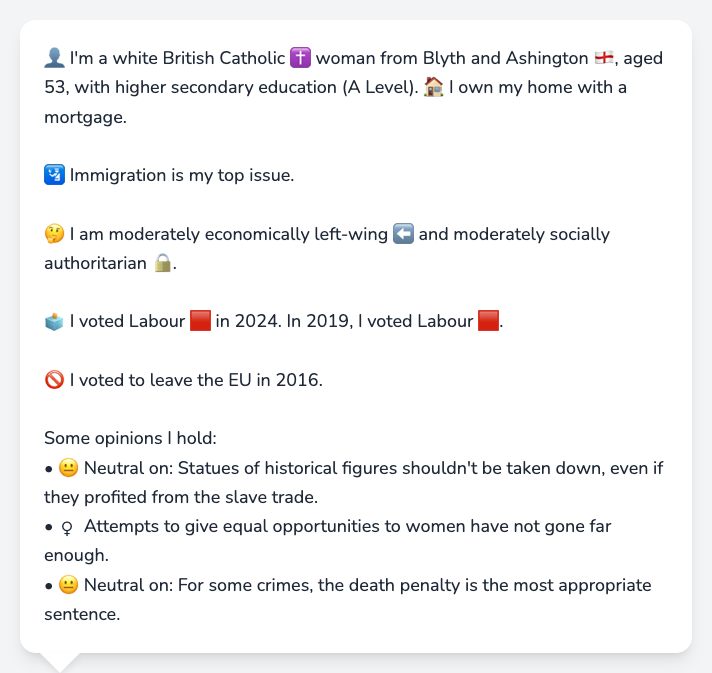 👤 I'm a white British Catholic ✝️ woman from Blyth and Ashington 🏴󠁧󠁢󠁥󠁮󠁧󠁿, aged
53, with higher secondary education (A Level). 🏠 I own my home with a
mortgage.
🛂 Immigration is my top issue.
🤔 I am moderately economically left-wing ⬅️ and moderately socially
authoritarian 🔒.
🗳️ I voted Labour 🟥 in 2024. In 2019, I voted Labour 🟥.
🚫 I voted to leave the EU in 2016.
Some opinions I hold:
• 😐 Neutral on: Statues of historical figures shouldn't be taken down, even if
they profited from the slave trade.
• ♀ Attempts to give equal opportunities to women have not gone far
enough.
• 😐 Neutral on: For some crimes, the death penalty is the most appropriate
sentence.